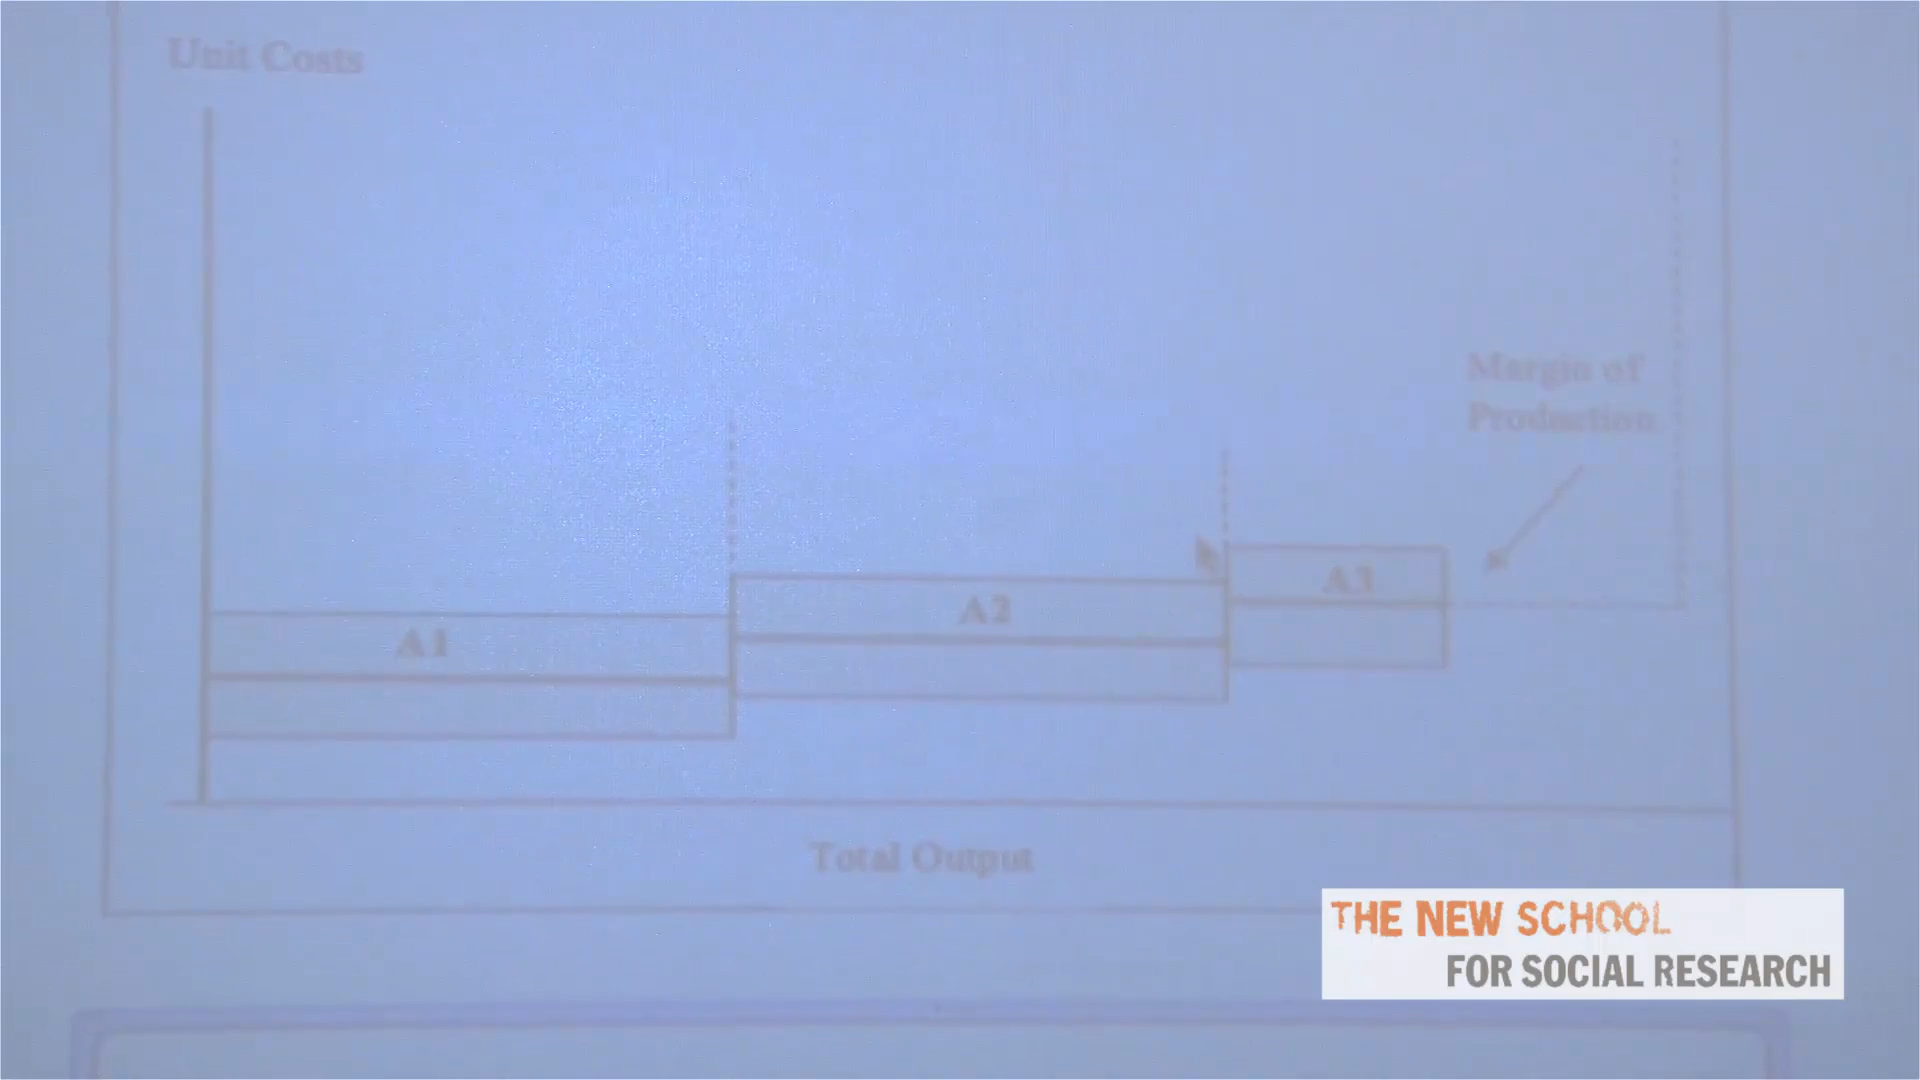 Unit Costs
Margin of
Production
A3
A2
A1
Total Output
THE NEW SCHOOL
FOR SOCIAL RESEARCH